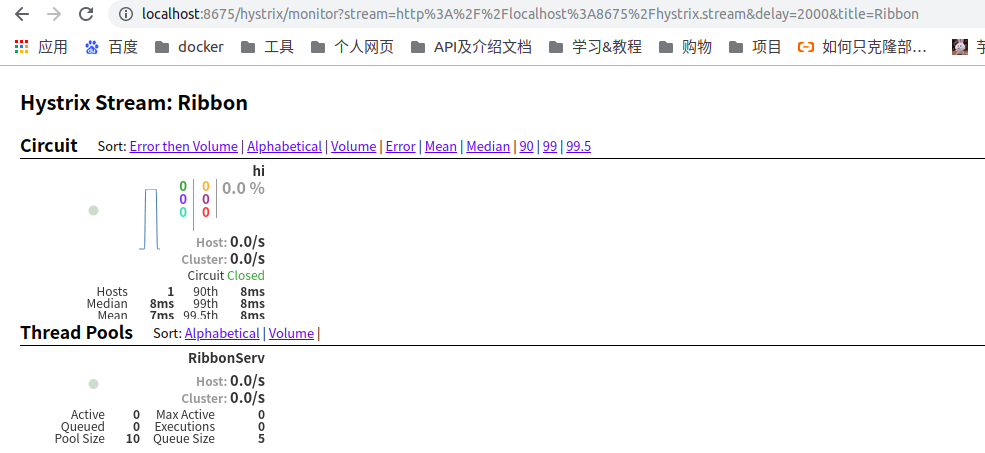 localhost:8675/hystrix/monitor?stream=http%3A%2F%2Flocalhost%3A8675%2Fhystrix.stream&delay=2000&title=Ribbon
应用 百度 docker 工具 个人网页 API及介绍文档 学习&教程 购物 项目 如何只克隆部… 芋
Hystrix Stream: Ribbon
Circuit Sort: Error then Volume | Alphabetical | Volume | Error | Mean | Median | 90 | 99 | 99.5
hi
0 0 0.0 %
0 0
0 0
Host: 0.0/s
Cluster: 0.0/s
Circuit Closed
Hosts 1 90th 8ms
Median 8ms 99th 8ms
Mean 7ms 99.5th 8ms
Thread Pools Sort: Alphabetical | Volume |
RibbonServ
Host: 0.0/s
Cluster: 0.0/s
Active 0 Max Active 0
Queued 0 Executions 0
Pool Size 10 Queue Size 5